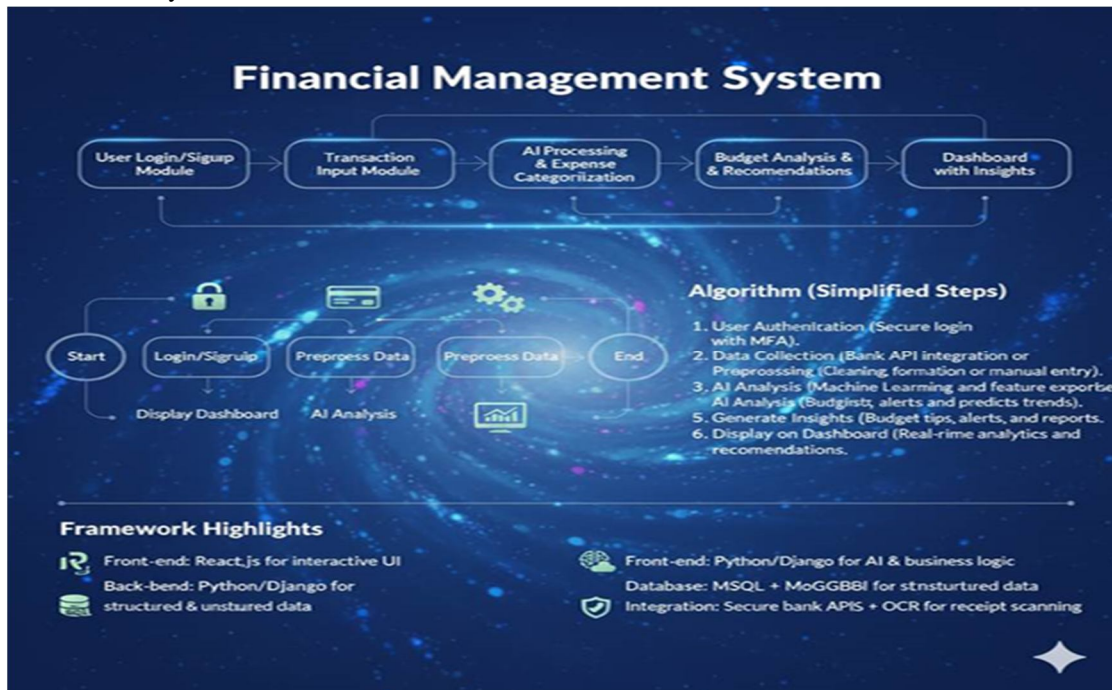 Financial Management System
User Login/Sigurp
Module
Transaction
Input Module
AI Processing
& Expense
Categoriization
Budget Analysis &
& Recomendations
Dashboard
with Insights
Start
Login/Sigruip
Preproess Data
Preproess Data
End
Display Dashboard
AI Analysis
Algorithm (Simplified Steps)
1. User Authenication (Secure login
with MFA).
2. Data Collection (Bank API integration or
Preprosssing (Cleaning, formation or manual entry).
3. AI Analysis (Machine Learming and feature exportse
AI Analysis (Budginstr, alerts and predicts trends).
5. Generate Insights (Budget tips, alerts, and reports.
6. Display on Dashboard (Real-rime analytics and
recomendations.
Framework Highlights
Front-end: React.js for interactive UI
Back-bend: Python/Django for
structured & unstured data
Front-end: Python/Django for AI & business logic
Database: MSQL + MoGGBBI for stnsturted data
Integration: Secure bank APIS + OCR for receipt scanning